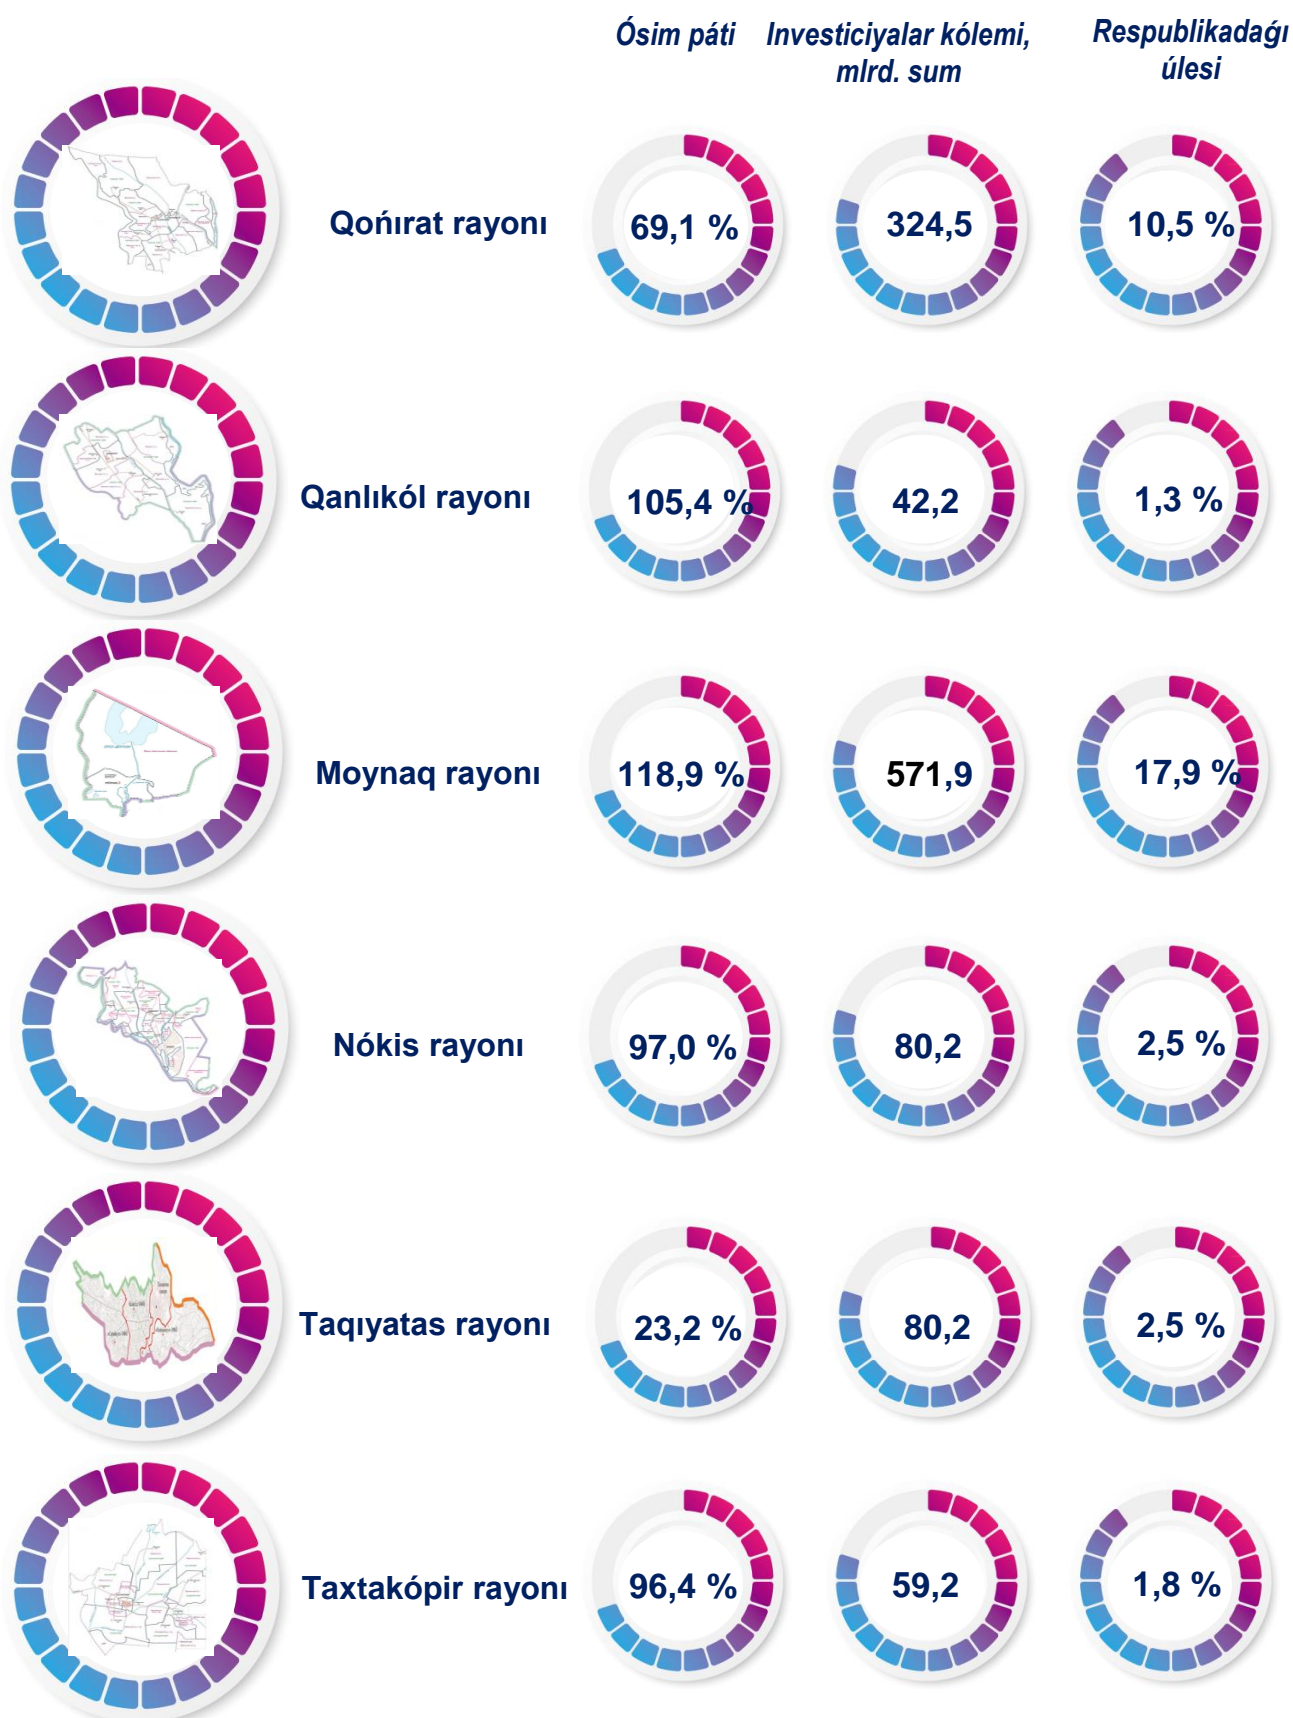 Ósim páti Investiciyalar kólemi, Respublikadaǵı
mlrd. sum úlesi
Qońırat rayonı 69,1 % 324,5 10,5 %
Qanlıkól rayonı 105,4 % 42,2 1,3 %
Moynaq rayonı 118,9 % 571,9 17,9 %
Nókis rayonı 97,0 % 80,2 2,5 %
Taqıyatas rayonı 23,2 % 80,2 2,5 %
Taxtakópir rayonı 96,4 % 59,2 1,8 %